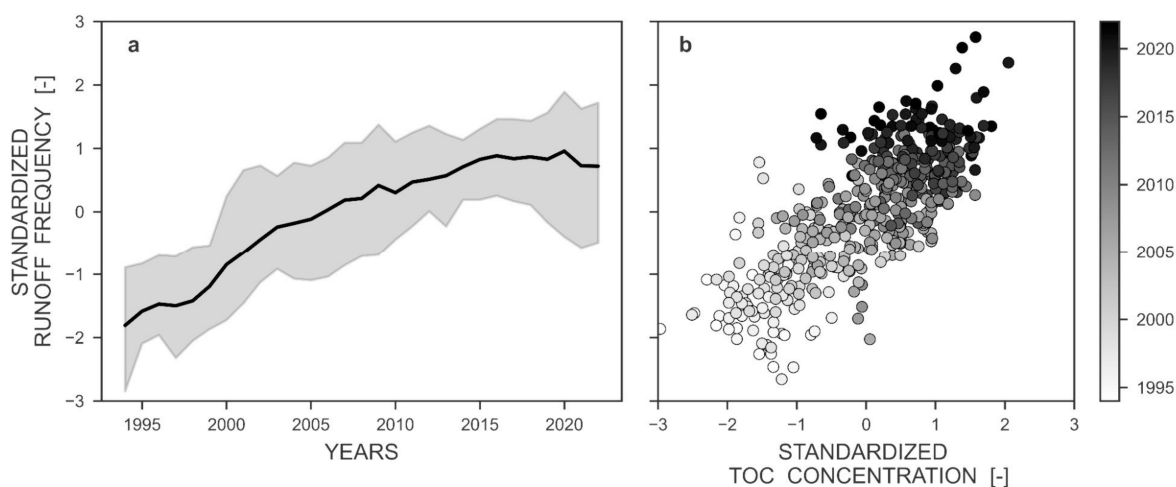 a
STANDARDIZED
RUNOFF FREQUENCY [-]
3
2
1
0
−1
−2
−3
1995 2000 2005 2010 2015 2020
YEARS
b
−3 −2 −1 0 1 2 3
STANDARDIZED
TOC CONCENTRATION [-]
2020
2015
2010
2005
2000
1995